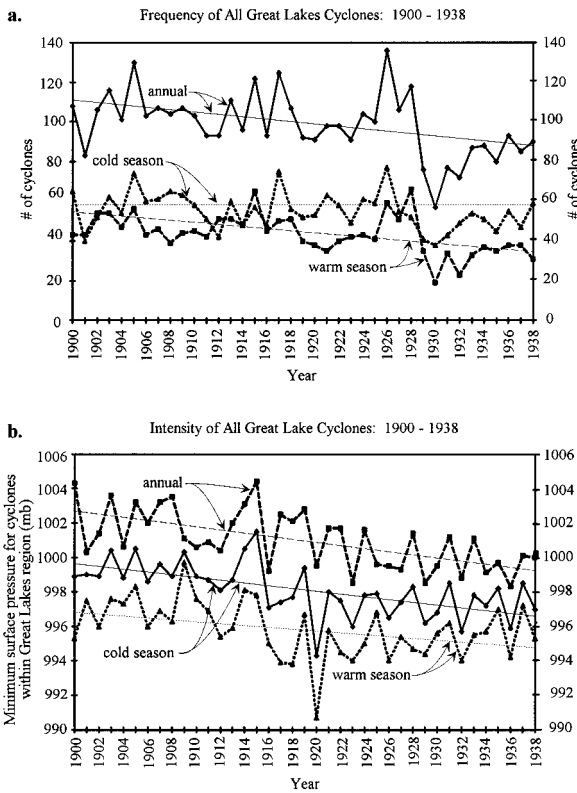 a.
Frequency of All Great Lakes Cyclones: 1900 - 1938
140
120
100
80
60
40
20
0
# of cyclones
annual
cold season
warm season
140
120
100
80
60
40
20
0
# of cyclones
1900 1902 1904 1906 1908 1910 1912 1914 1916 1918 1920 1921 1922 1924 1926 1928 1930 1932 1934 1936 1938
Year
b.
Intensity of All Great Lake Cyclones: 1900 - 1938
1006
1004
1002
1000
998
996
994
992
990
Minimum surface pressure for cyclones
within Great Lakes region (mb)
annual
cold season
warm season
1006
1004
1002
1000
998
996
994
992
990
1900 1902 1904 1906 1908 1910 1912 1914 1916 1918 1920 1922 1924 1926 1928 1930 1932 1934 1936 1938
Year